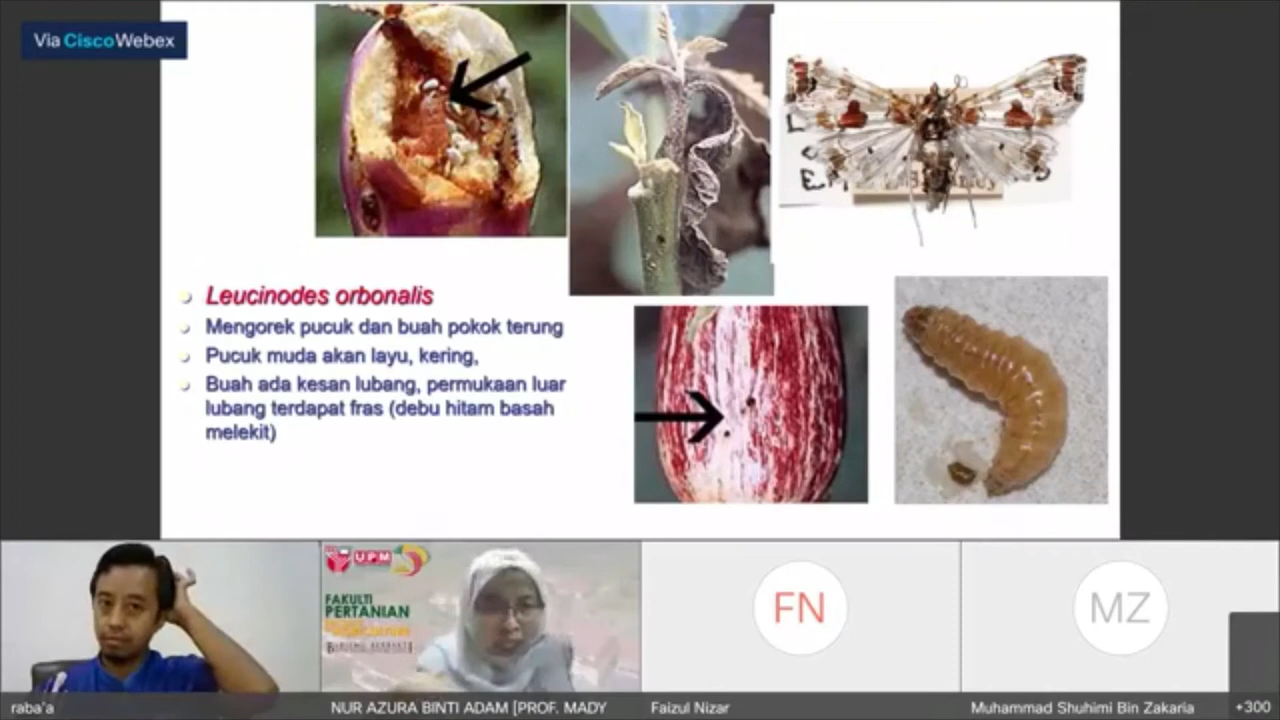 Via Cisco Webex
Leucinodes orbonalis
Mengorek pucuk dan buah pokok terung
Pucuk muda akan layu, kering,
Buah ada kesan lubang, permukaan luar
lubang terdapat fras (debu hitam basah
melekit)
UPM
FAKULTI
PERTANIAN
FN
MZ
raba'a
NUR AZURA BINTI ADAM [PROF. MADY
Faizul Nizar
Muhammad Shuhimi Bin Zakaria
+300